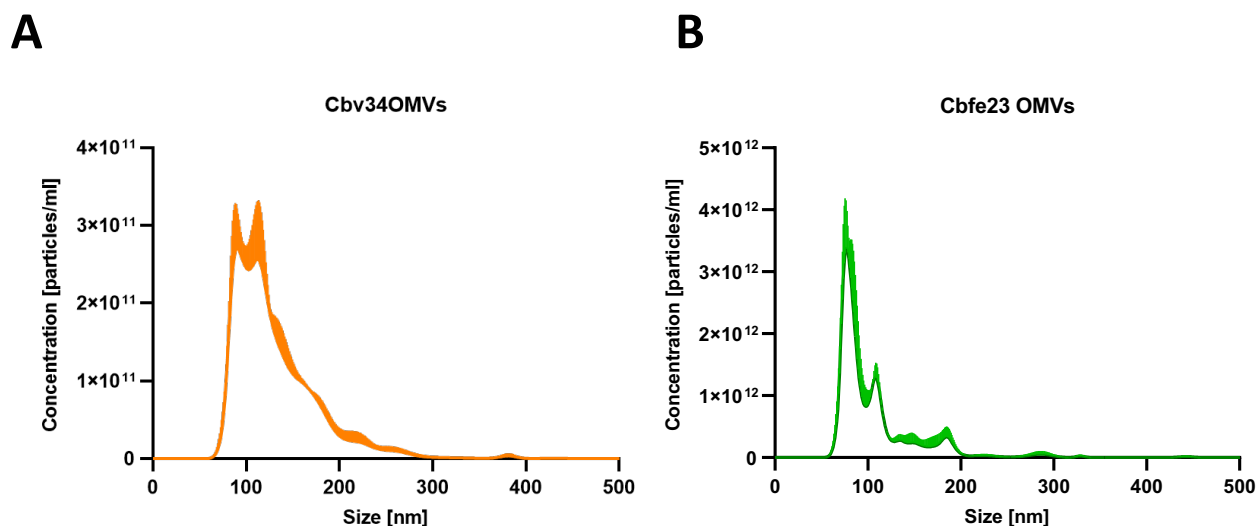 A
Cbv34OMVs
Concentration [particles/ml]
4×10¹¹
3×10¹¹
2×10¹¹
1×10¹¹
0
0 100 200 300 400 500
Size [nm]
B
Cbfe23 OMVs
Concentration [particles/ml]
5×10¹²
4×10¹²
3×10¹²
2×10¹²
1×10¹²
0
0 100 200 300 400 500
Size [nm]